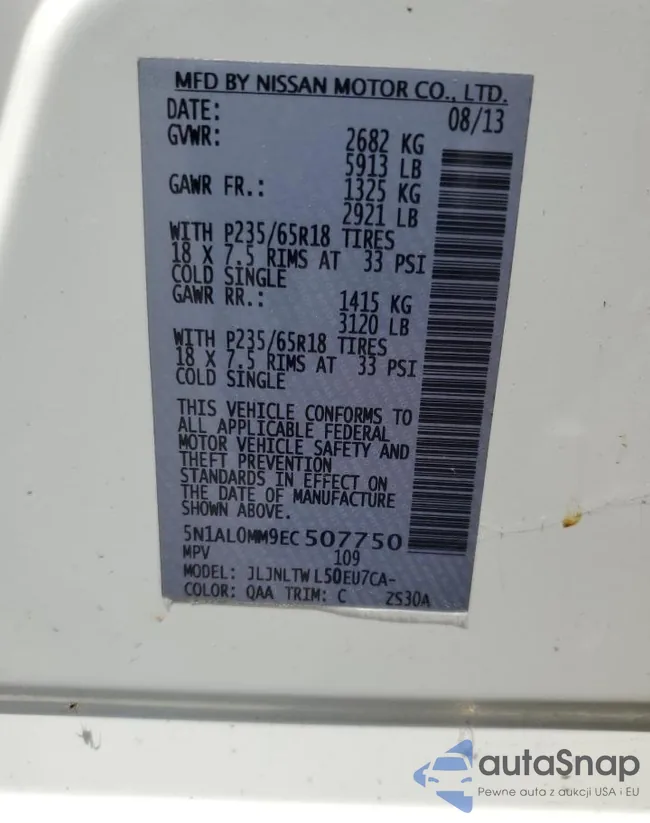 MFD BY NISSAN MOTOR CO., LTD.
DATE: 08/13
GVWR: 2682 KG
5913 LB
GAWR FR.: 1325 KG
2921 LB
WITH P235/65R18 TIRES
18 X 7.5 RIMS AT 33 PSI
COLD SINGLE
GAWR RR.: 1415 KG
3120 LB
WITH P235/65R18 TIRES
18 X 7.5 RIMS AT 33 PSI
COLD SINGLE
THIS VEHICLE CONFORMS TO
ALL APPLICABLE FEDERAL
MOTOR VEHICLE SAFETY AND
THEFT PREVENTION
STANDARDS IN EFFECT ON
THE DATE OF MANUFACTURE
SHOWN ABOVE.
5N1AL0MM9EC507750
MPV 109
MODEL: JLJNLTWL50EU7CA-
COLOR: QAA TRIM: C 2S30A
autoSnap
Pewne auta z aukcji USA i EU